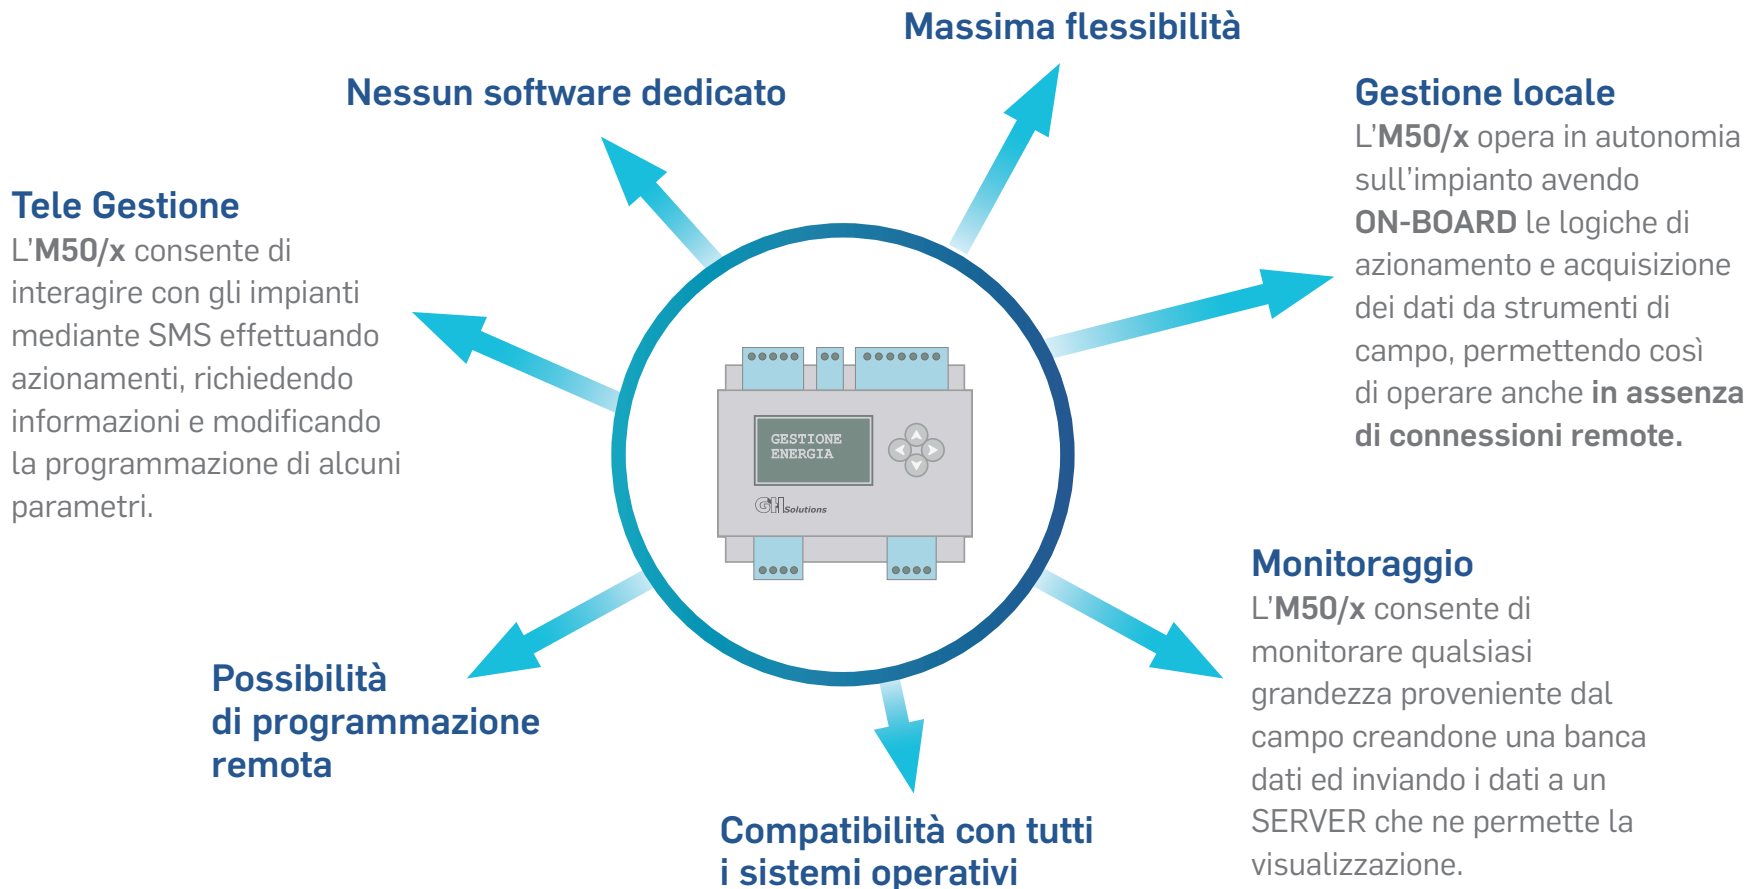 Massima flessibilità
Nessun software dedicato
Gestione locale
L'M50/x opera in autonomia
sull'impianto avendo
ON-BOARD le logiche di
azionamento e acquisizione
dei dati da strumenti di
campo, permettendo così
di operare anche in assenza
di connessioni remote.
Tele Gestione
L'M50/x consente di
interagire con gli impianti
mediante SMS effettuando
azionamenti, richiedendo
informazioni e modificando
la programmazione di alcuni
parametri.
GESTIONE
ENERGIA
GH Solutions
Monitoraggio
L'M50/x consente di
monitorare qualsiasi
grandezza proveniente dal
campo creandone una banca
dati ed inviando i dati a un
SERVER che ne permette la
visualizzazione.
Possibilità
di programmazione
remota
Compatibilità con tutti
i sistemi operativi